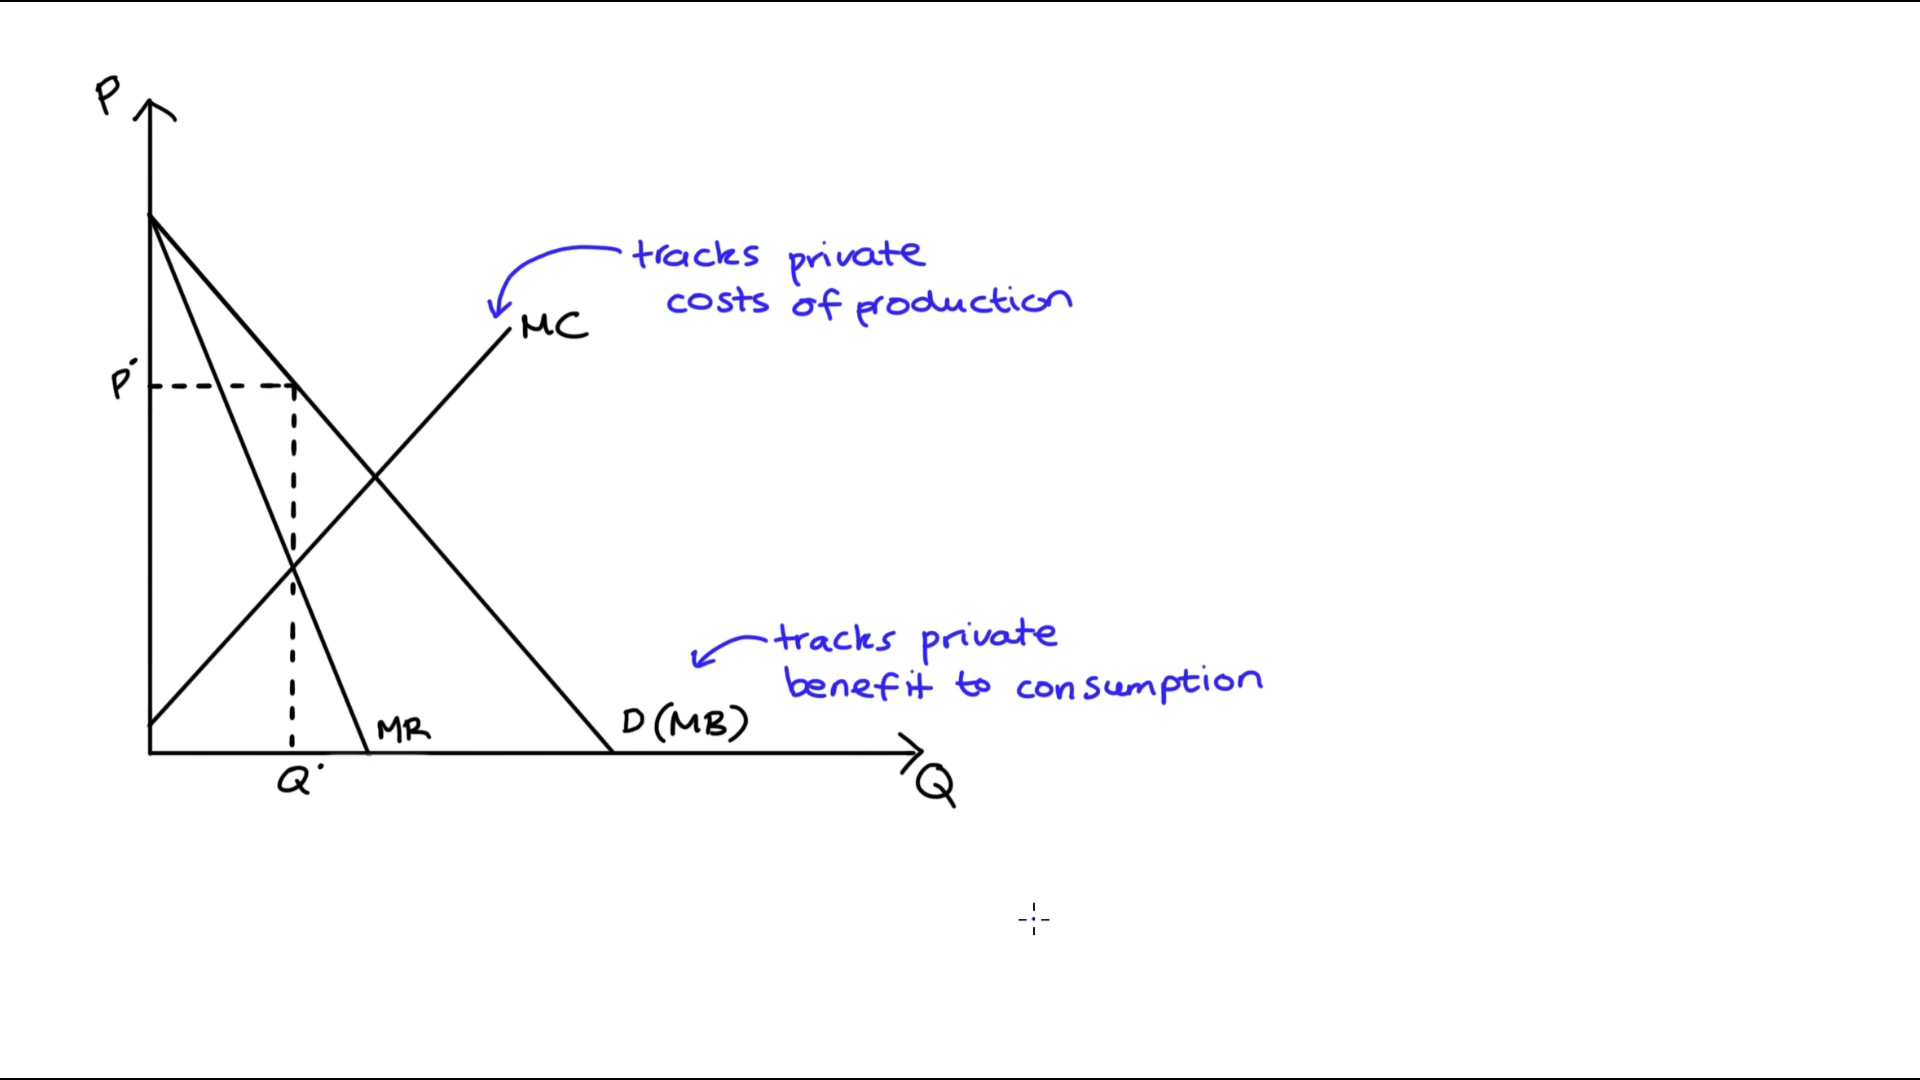 P
tracks private
costs of production
MC
P*
tracks private
benefit to consumption
D (MB)
MR
Q*
Q